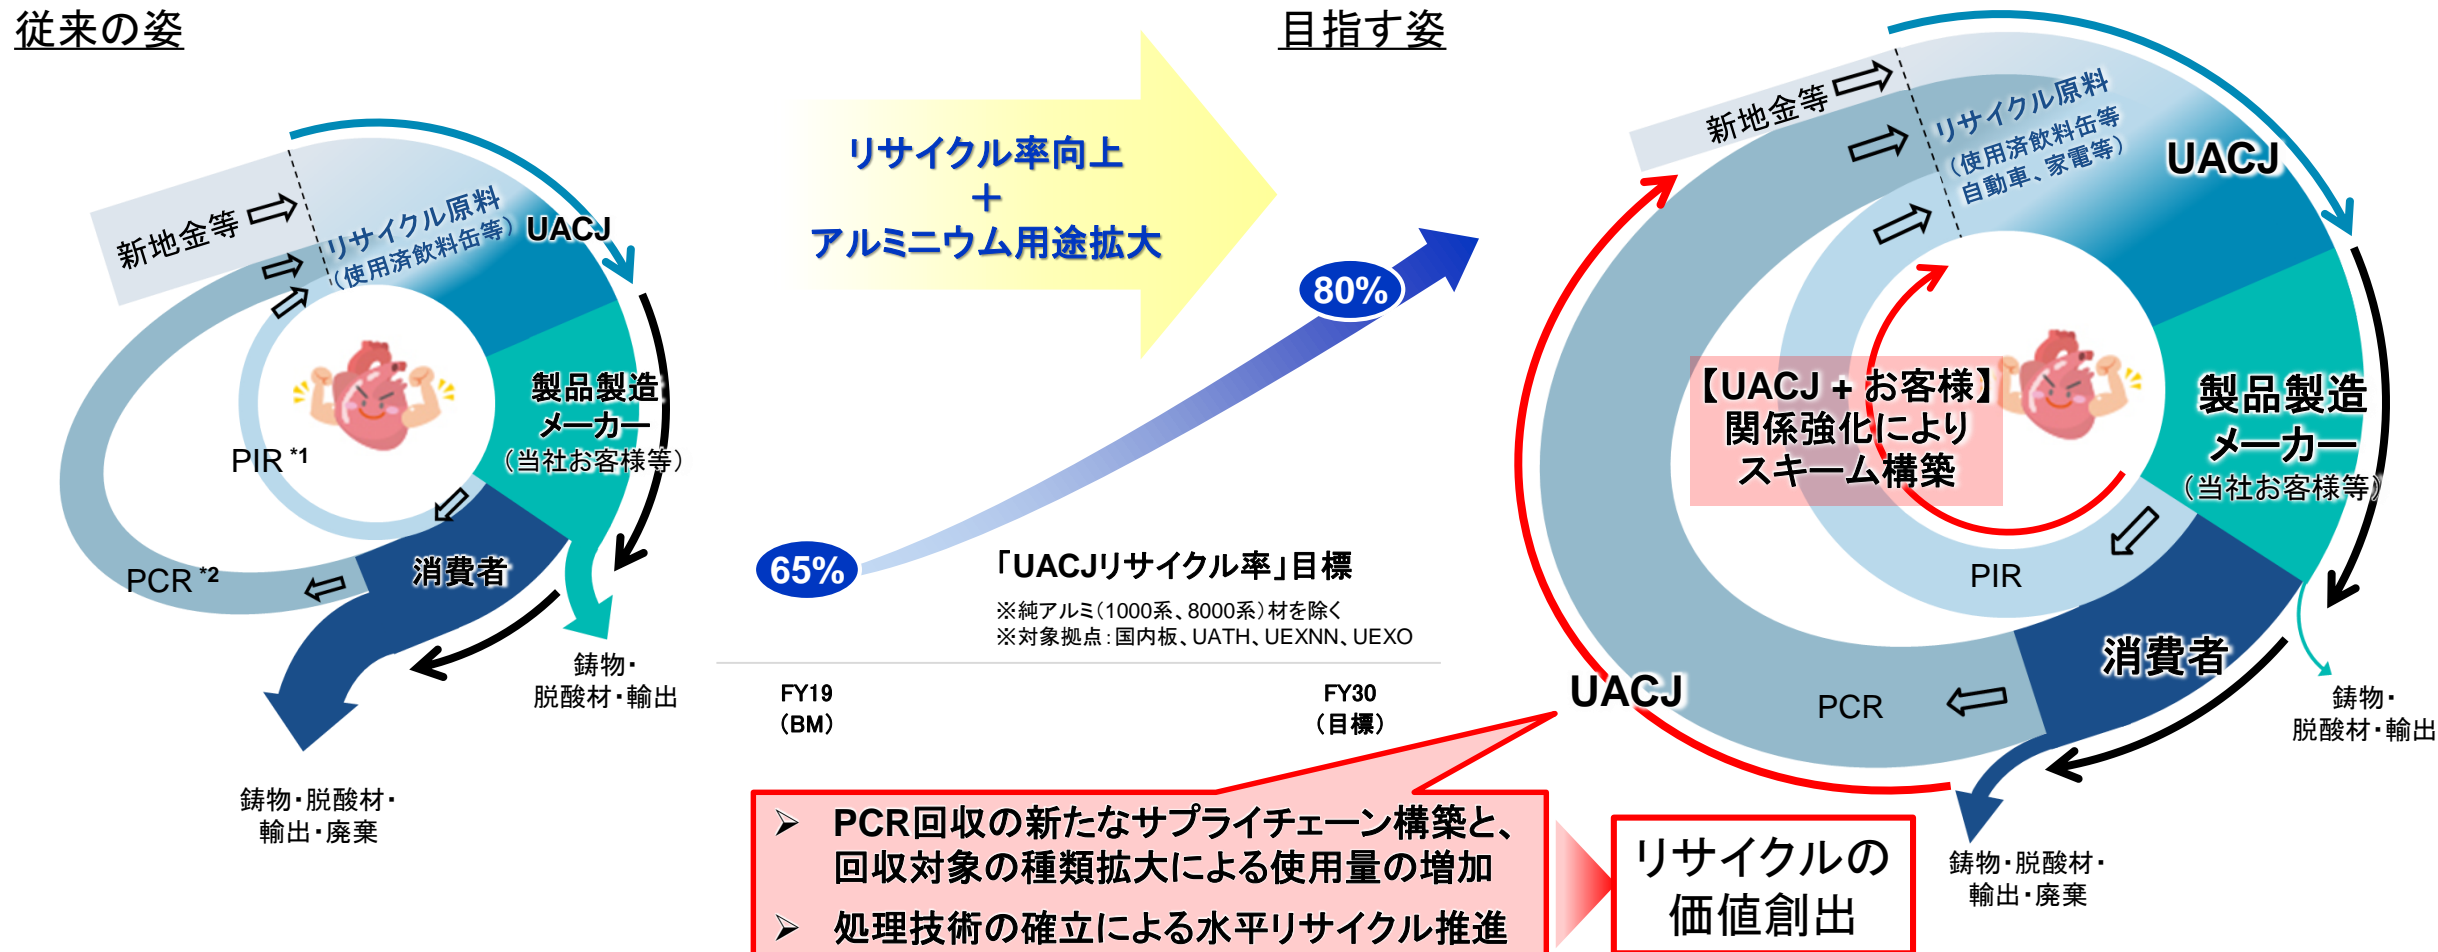 従来の姿
新地金等
リサイクル原料
（使用済飲料缶等）
UACJ
製品製造
メーカー
（当社お客様等）
PIR *1
PCR *2
消費者
鋳物・
脱酸材・輸出
鋳物・脱酸材・
輸出・廃棄
リサイクル率向上
＋
アルミニウム用途拡大
80%
65%
「UACJリサイクル率」目標
※純アルミ（1000系、8000系）材を除く
※対象拠点：国内板、UATH、UEXNN、UEXO
FY19
（BM）
FY30
（目標）
目指す姿
新地金等
リサイクル原料
（使用済飲料缶等
自動車、家電等）
UACJ
【UACJ + お客様】
関係強化により
スキーム構築
製品製造
メーカー
（当社お客様等）
PIR
消費者
PCR
UACJ
鋳物・
脱酸材・輸出
鋳物・脱酸材・
輸出・廃棄
➢ PCR回収の新たなサプライチェーン構築と、
回収対象の種類拡大による使用量の増加
➢ 処理技術の確立による水平リサイクル推進
リサイクルの
価値創出